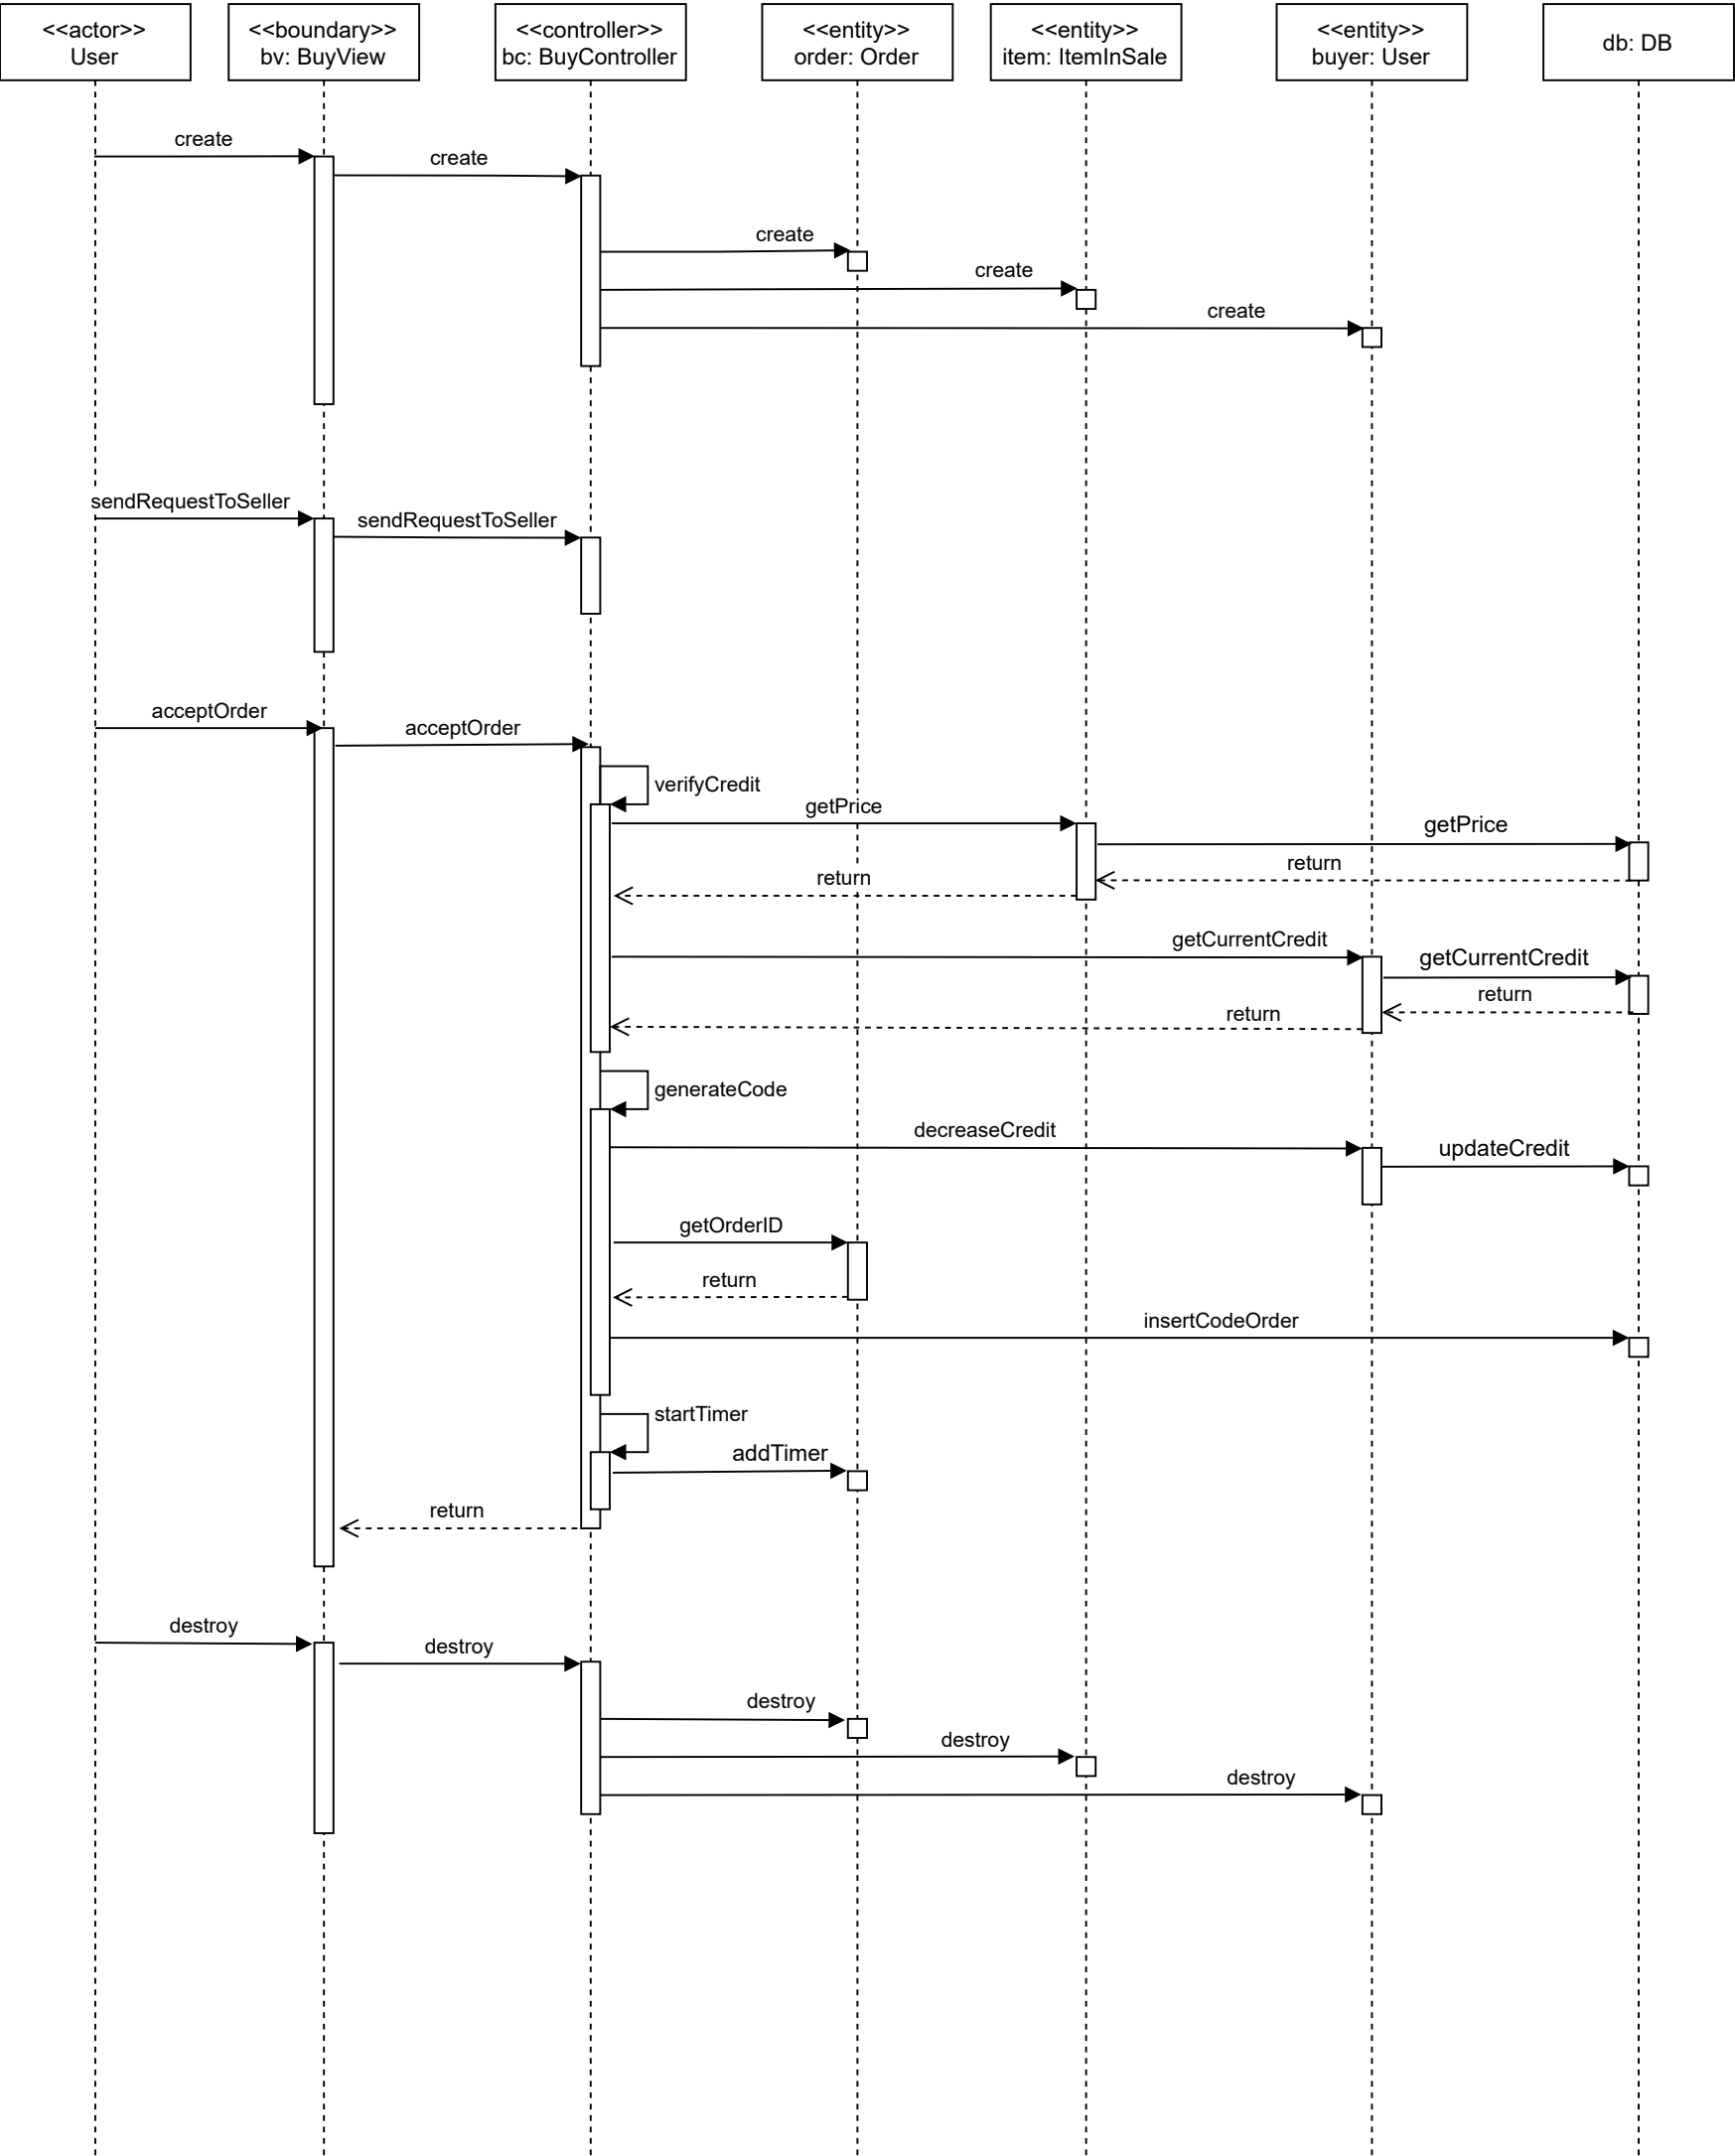 <<actor>>
User
<<boundary>>
bv: BuyView
<<controller>>
bc: BuyController
<<entity>>
order: Order
<<entity>>
item: ItemInSale
<<entity>>
buyer: User
db: DB
create
create
create
create
create
sendRequestToSeller
sendRequestToSeller
acceptOrder
acceptOrder
verifyCredit
getPrice
getPrice
return
return
getCurrentCredit
getCurrentCredit
return
return
generateCode
decreaseCredit
updateCredit
getOrderID
return
insertCodeOrder
startTimer
addTimer
return
destroy
destroy
destroy
destroy
destroy